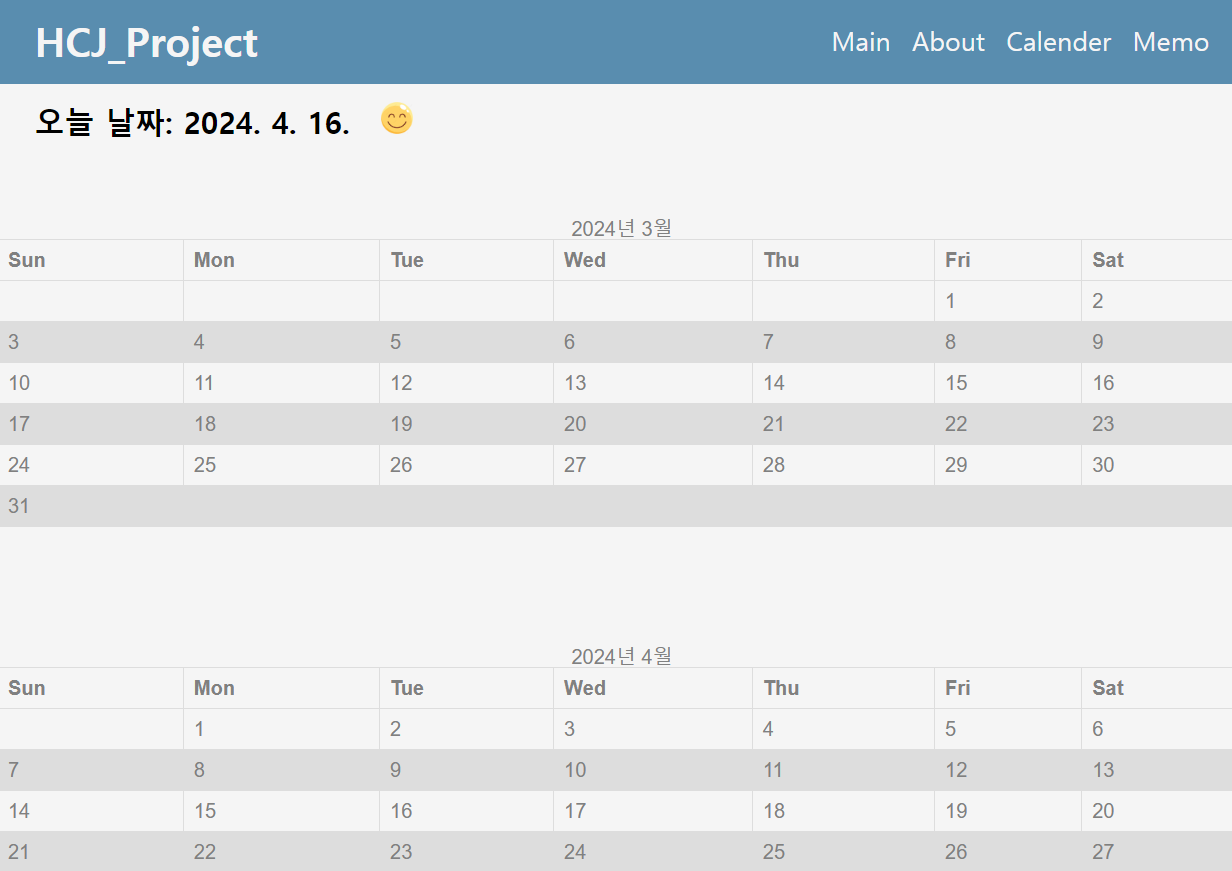 HCJ_Project Main About Calender Memo
오늘 날짜: 2024. 4. 16. 😊
2024년 3월
Sun Mon Tue Wed Thu Fri Sat
1 2
3 4 5 6 7 8 9
10 11 12 13 14 15 16
17 18 19 20 21 22 23
24 25 26 27 28 29 30
31
2024년 4월
Sun Mon Tue Wed Thu Fri Sat
1 2 3 4 5 6
7 8 9 10 11 12 13
14 15 16 17 18 19 20
21 22 23 24 25 26 27